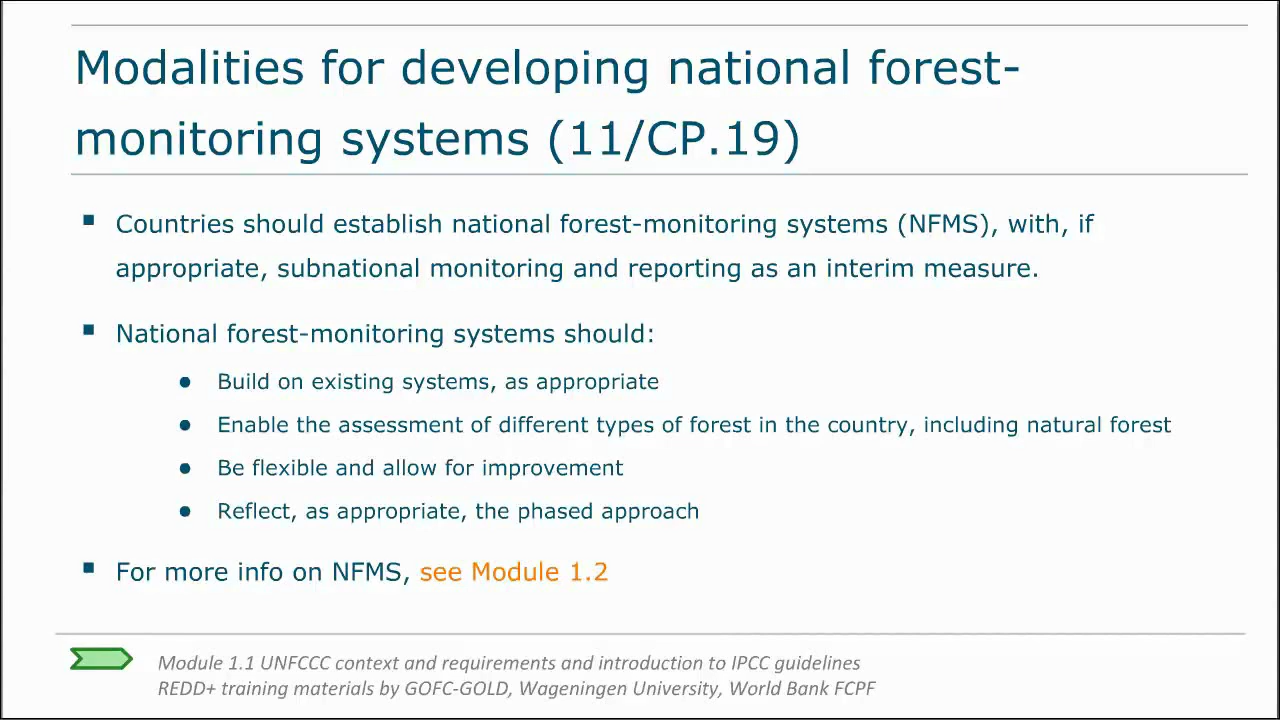 Modalities for developing national forest-
monitoring systems (11/CP.19)
▪ Countries should establish national forest-monitoring systems (NFMS), with, if
appropriate, subnational monitoring and reporting as an interim measure.
▪ National forest-monitoring systems should:
● Build on existing systems, as appropriate
● Enable the assessment of different types of forest in the country, including natural forest
● Be flexible and allow for improvement
● Reflect, as appropriate, the phased approach
▪ For more info on NFMS, see Module 1.2
Module 1.1 UNFCCC context and requirements and introduction to IPCC guidelines
REDD+ training materials by GOFC-GOLD, Wageningen University, World Bank FCPF